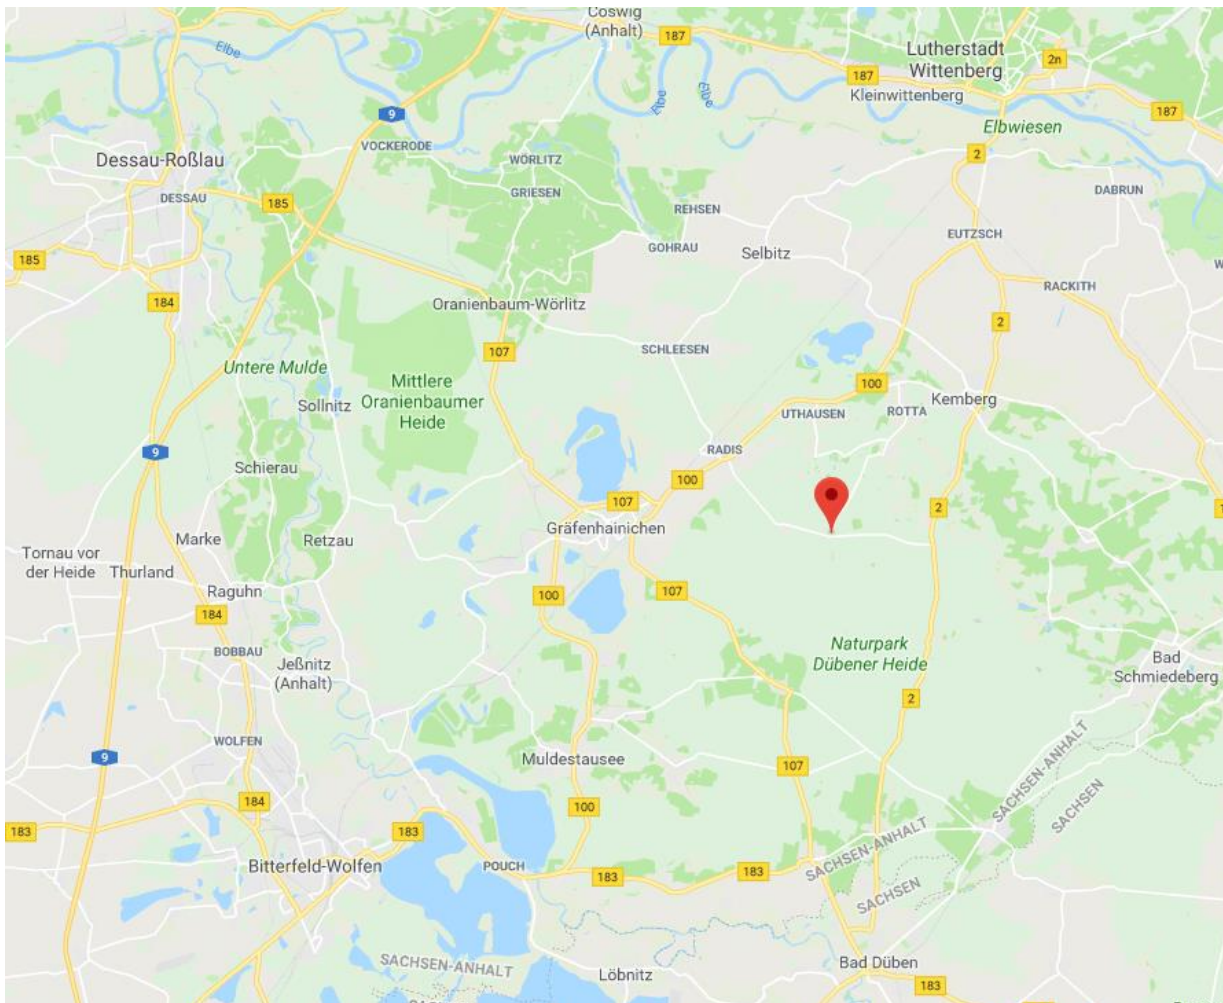 Coswig
(Anhalt)
187
Lutherstadt
Wittenberg
2n
Elbe
187
Elbe
Elbe
Kleinwittenberg
187
9
Elbwiesen
VOCKERODE
Dessau-Roßlau
WÖRLITZ
2
DESSAU
GRIESEN
DABRUN
185
REHSEN
EUTZSCH
GOHRAU
Selbitz
185
RACKITH
184
Oranienbaum-Wörlitz
2
107
SCHLEESEN
Untere Mulde
Mittlere
Oranienbaumer
Heide
100
Sollnitz
UTHAUSEN
ROTTA
Kemberg
9
RADIS
Schierau
100
107
2
Gräfenhainichen
Marke
Retzau
Tornau vor
der Heide
Thurland
Raguhn
100
107
184
BOBBAU
Naturpark
Dübener Heide
Jeßnitz
(Anhalt)
Bad
Schmiedeberg
2
WOLFEN
9
Muldestausee
107
SACHSEN-ANHALT
SACHSEN
184
100
183
183
SACHSEN-ANHALT
Bitterfeld-Wolfen
POUCH
183
183
SACHSEN
SACHSEN-ANHALT
Löbnitz
Bad Düben
183